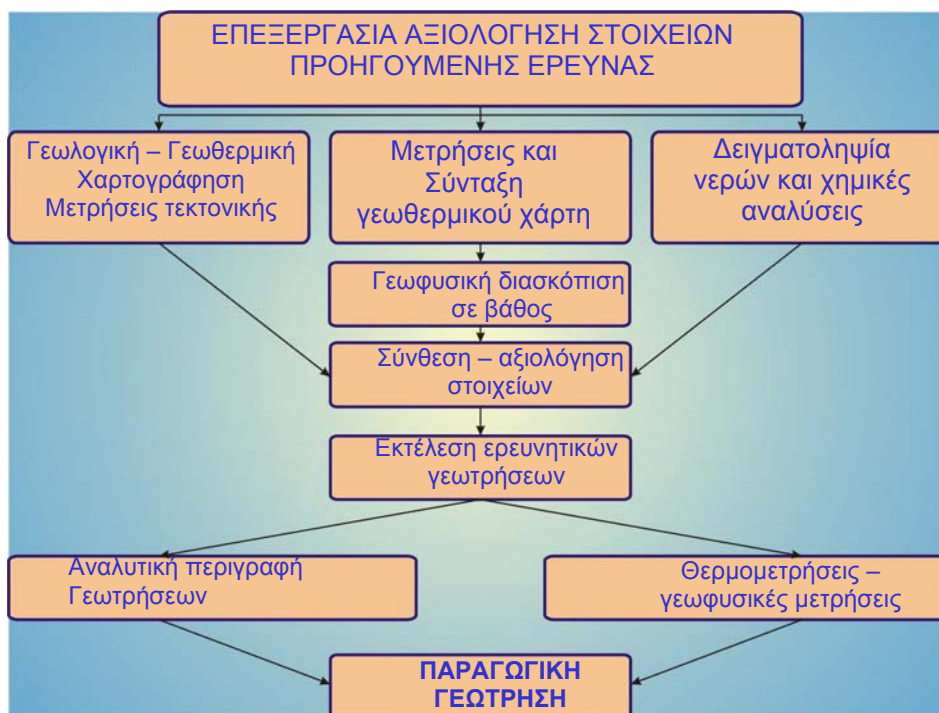 ΕΠΕΞΕΡΓΑΣΙΑ ΑΞΙΟΛΟΓΗΣΗ ΣΤΟΙΧΕΙΩΝ
ΠΡΟΗΓΟΥΜΕΝΗΣ ΕΡΕΥΝΑΣ
Γεωλογική – Γεωθερμική
Χαρτογράφηση
Μετρήσεις τεκτονικής
Μετρήσεις και
Σύνταξη
γεωθερμικού χάρτη
Δειγματοληψία
νερών και χημικές
αναλύσεις
Γεωφυσική διασκόπιση
σε βάθος
Σύνθεση – αξιολόγηση
στοιχείων
Εκτέλεση ερευνητικών
γεωτρήσεων
Αναλυτική περιγραφή
Γεωτρήσεων
Θερμομετρήσεις –
γεωφυσικές μετρήσεις
ΠΑΡΑΓΩΓΙΚΗ
ΓΕΩΤΡΗΣΗ